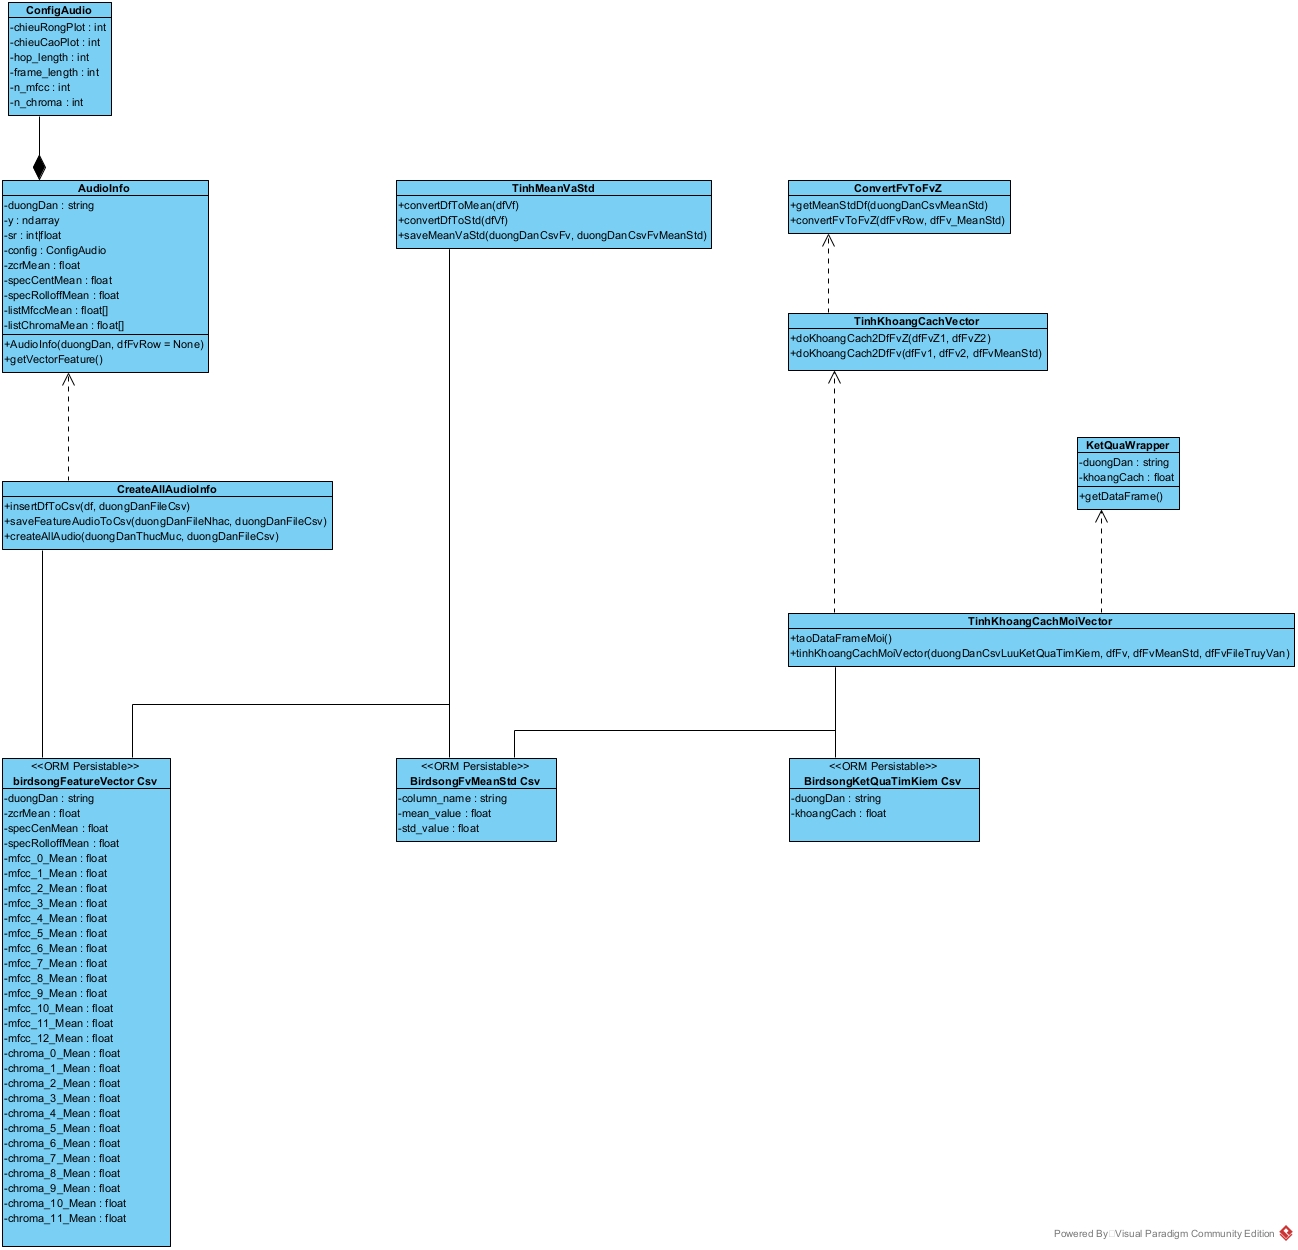 ConfigAudio
-chieuRongPlot : int
-chieuCaoPlot : int
-hop_length : int
-frame_length : int
-n_mfcc : int
-n_chroma : int
AudioInfo
-duongDan : string
-y : ndarray
-sr : int|float
-config : ConfigAudio
-zcrMean : float
-specCentMean : float
-specRolloffMean : float
-listMfccMean : float[]
-listChromaMean : float[]
+AudioInfo(duongDan, dfFvRow = None)
+getVectorFeature()
TinhMeanVaStd
+convertDfToMean(dfVf)
+convertDfToStd(dfVf)
+saveMeanVaStd(duongDanCsvFv, duongDanCsvFvMeanStd)
ConvertFvToFvZ
+getMeanStdDf(duongDanCsvMeanStd)
+convertFvToFvZ(dfFvRow, dfFv_MeanStd)
TinhKhoangCachVector
+doKhoangCach2DfFvZ(dfFvZ1, dfFvZ2)
+doKhoangCach2DfFv(dfFv1, dfFv2, dfFvMeanStd)
KetQuaWrapper
-duongDan : string
-khoangCach : float
+getDataFrame()
CreateAllAudioInfo
+insertDfToCsv(df, duongDanFileCsv)
+saveFeatureAudioToCsv(duongDanFileNhac, duongDanFileCsv)
+createAllAudio(duongDanThucMuc, duongDanFileCsv)
TinhKhoangCachMoiVector
+taoDataFrameMoi()
+tinhKhoangCachMoiVector(duongDanCsvLuuKetQuaTimKiem, dfFv, dfFvMeanStd, dfFvFileTruyVan)
<<ORM Persistable>>
birdsongFeatureVector Csv
-duongDan : string
-zcrMean : float
-specCenMean : float
-specRolloffMean : float
-mfcc_0_Mean : float
-mfcc_1_Mean : float
-mfcc_2_Mean : float
-mfcc_3_Mean : float
-mfcc_4_Mean : float
-mfcc_5_Mean : float
-mfcc_6_Mean : float
-mfcc_7_Mean : float
-mfcc_8_Mean : float
-mfcc_9_Mean : float
-mfcc_10_Mean : float
-mfcc_11_Mean : float
-mfcc_12_Mean : float
-chroma_0_Mean : float
-chroma_1_Mean : float
-chroma_2_Mean : float
-chroma_3_Mean : float
-chroma_4_Mean : float
-chroma_5_Mean : float
-chroma_6_Mean : float
-chroma_7_Mean : float
-chroma_8_Mean : float
-chroma_9_Mean : float
-chroma_10_Mean : float
-chroma_11_Mean : float
<<ORM Persistable>>
BirdsongFvMeanStd Csv
-column_name : string
-mean_value : float
-std_value : float
<<ORM Persistable>>
BirdsongKetQuaTimKiem Csv
-duongDan : string
-khoangCach : float
Powered By Visual Paradigm Community Edition